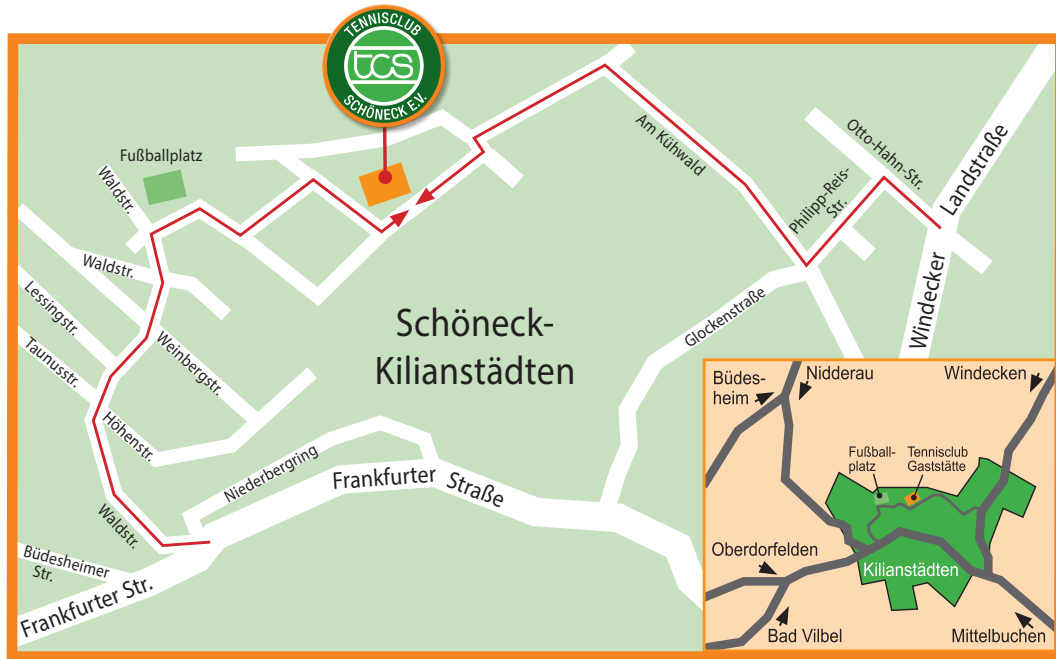 TENNISCLUB
tcs
SCHÖNECK E.V.
Fußballplatz
Waldstr.
Am Kühwald
Otto-Hahn-Str.
Philipp-Reis-
Str.
Landstraße
Windecker
Waldstr.
Lessingstr.
Taunusstr.
Weinbergstr.
Höhenstr.
Schöneck-
Kilianstädten
Glockenstraße
Niederbergring
Frankfurter Straße
Waldstr.
Büdesheimer
Str.
Frankfurter Str.
Büdes-
heim
Nidderau
Windecken
Fußball-
platz
Tennisclub
Gaststätte
Oberdorfelden
Kilianstädten
Bad Vilbel
Mittelbuchen